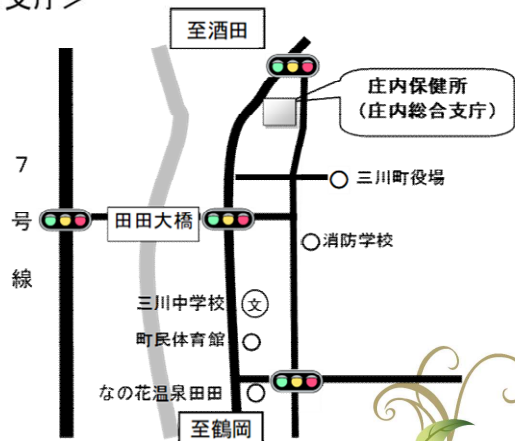 支庁＞
至酒田
庄内保健所
（庄内総合支庁）
7
号
線
三川町役場
田田大橋
消防学校
三川中学校
文
町民体育館
なの花温泉田田
至鶴岡